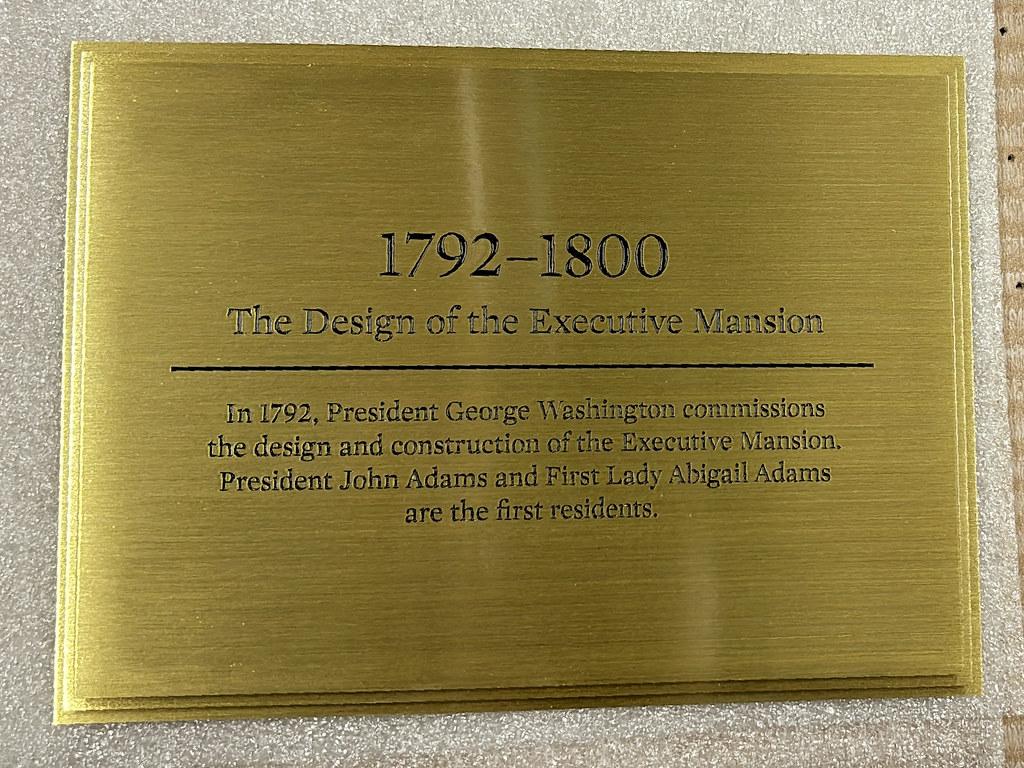 1792–1800
The Design of the Executive Mansion
In 1792, President George Washington commissions
the design and construction of the Executive Mansion.
President John Adams and First Lady Abigail Adams
are the first residents.